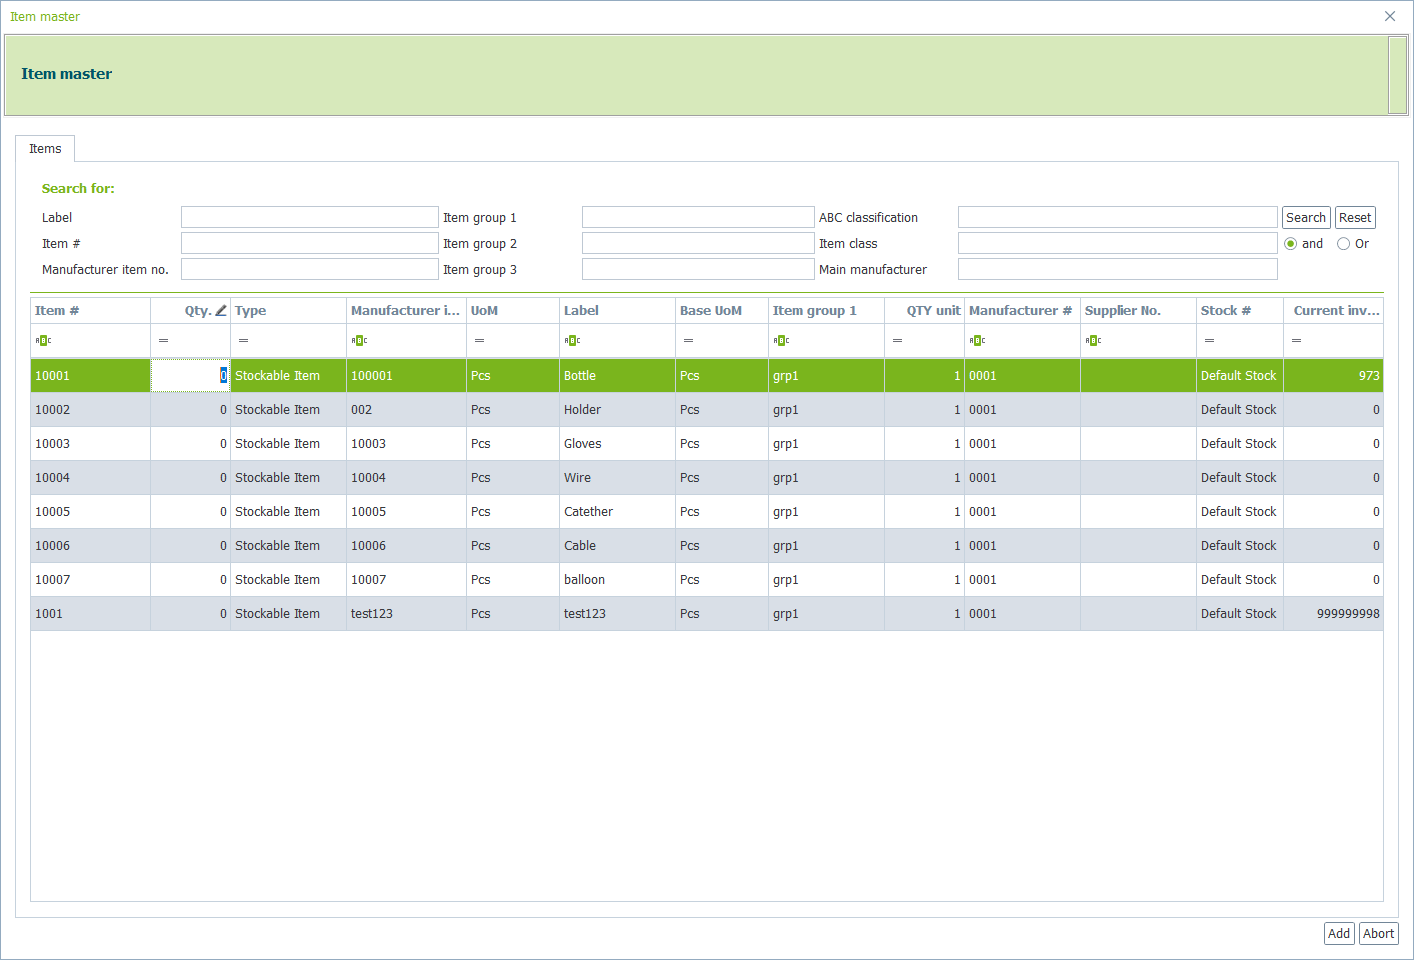 Item master
Item master
Items
Search for:
Label Item group 1 ABC classification Search Reset
Item # Item group 2 Item class and Or
Manufacturer item no. Item group 3 Main manufacturer
Item # Qty. Type Manufacturer i... UoM Label Base UoM Item group 1 QTY unit Manufacturer # Supplier No. Stock # Current inv...
ABC = = ABC = ABC = ABC = ABC ABC = =
10001 0 Stockable Item 100001 Pcs Bottle Pcs grp1 1 0001 Default Stock 973
10002 0 Stockable Item 002 Pcs Holder Pcs grp1 1 0001 Default Stock 0
10003 0 Stockable Item 10003 Pcs Gloves Pcs grp1 1 0001 Default Stock 0
10004 0 Stockable Item 10004 Pcs Wire Pcs grp1 1 0001 Default Stock 0
10005 0 Stockable Item 10005 Pcs Catether Pcs grp1 1 0001 Default Stock 0
10006 0 Stockable Item 10006 Pcs Cable Pcs grp1 1 0001 Default Stock 0
10007 0 Stockable Item 10007 Pcs balloon Pcs grp1 1 0001 Default Stock 0
1001 0 Stockable Item test123 Pcs test123 Pcs grp1 1 0001 Default Stock 999999998
Add Abort